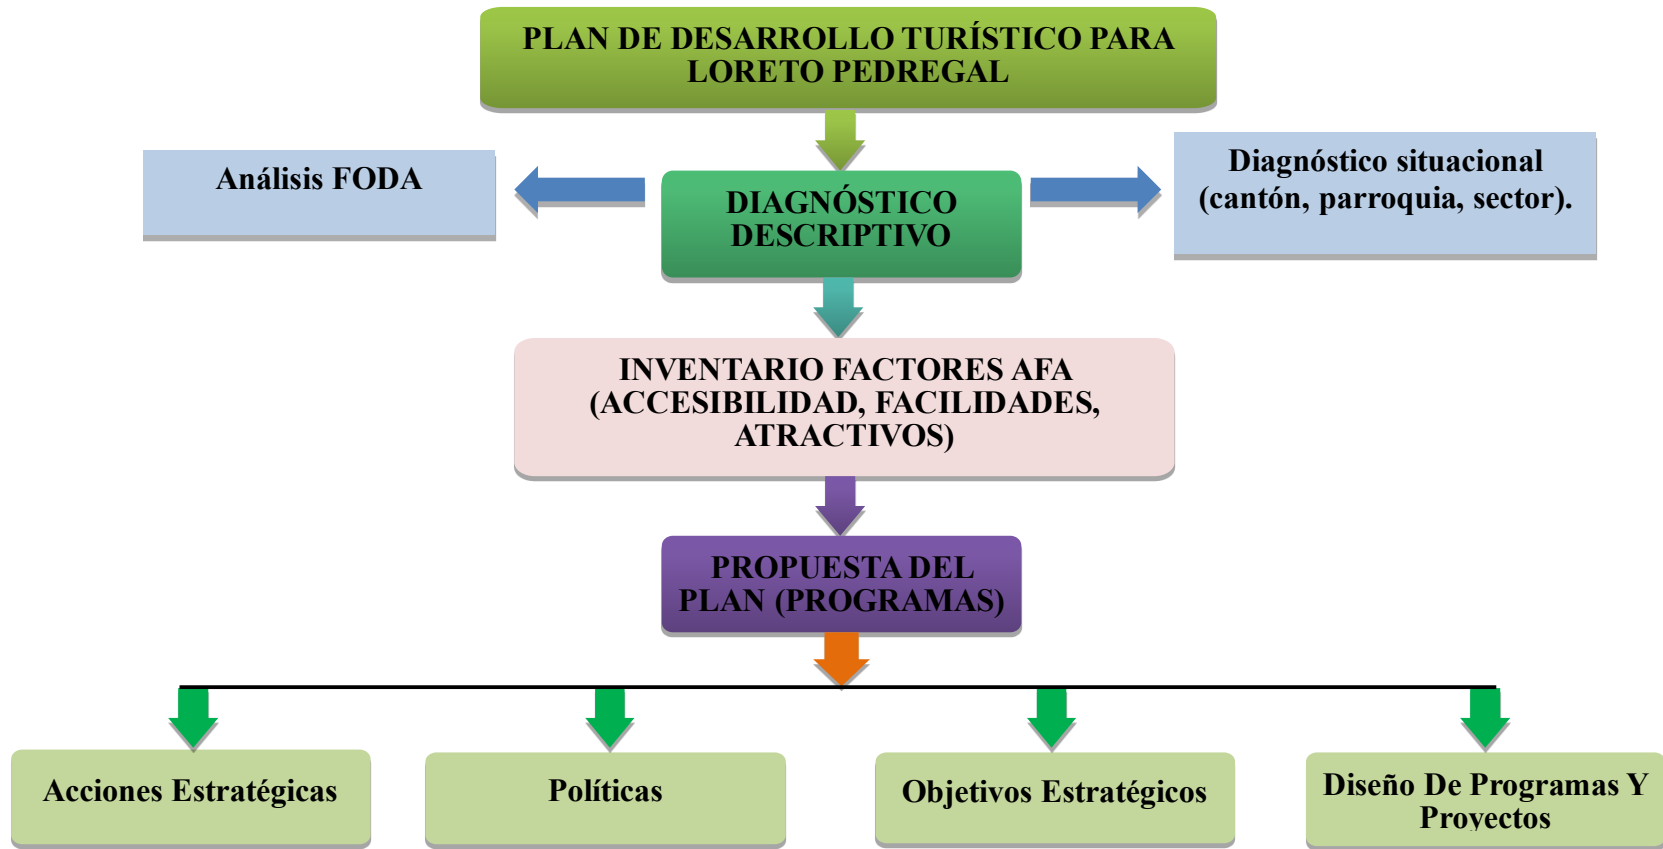 PLAN DE DESARROLLO TURÍSTICO PARA
LORETO PEDREGAL
Análisis FODA
Diagnóstico situacional
(cantón, parroquia, sector).
DIAGNÓSTICO
DESCRIPTIVO
INVENTARIO FACTORES AFA
(ACCESIBILIDAD, FACILIDADES,
ATRACTIVOS)
PROPUESTA DEL
PLAN (PROGRAMAS)
Acciones Estratégicas
Políticas
Objetivos Estratégicos
Diseño De Programas Y
Proyectos